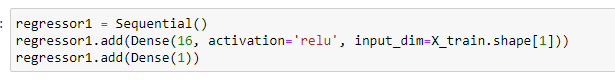 :
regressor1 = Sequential()
regressor1.add(Dense(16, activation='relu', input_dim=X_train.shape[1]))
regressor1.add(Dense(1))